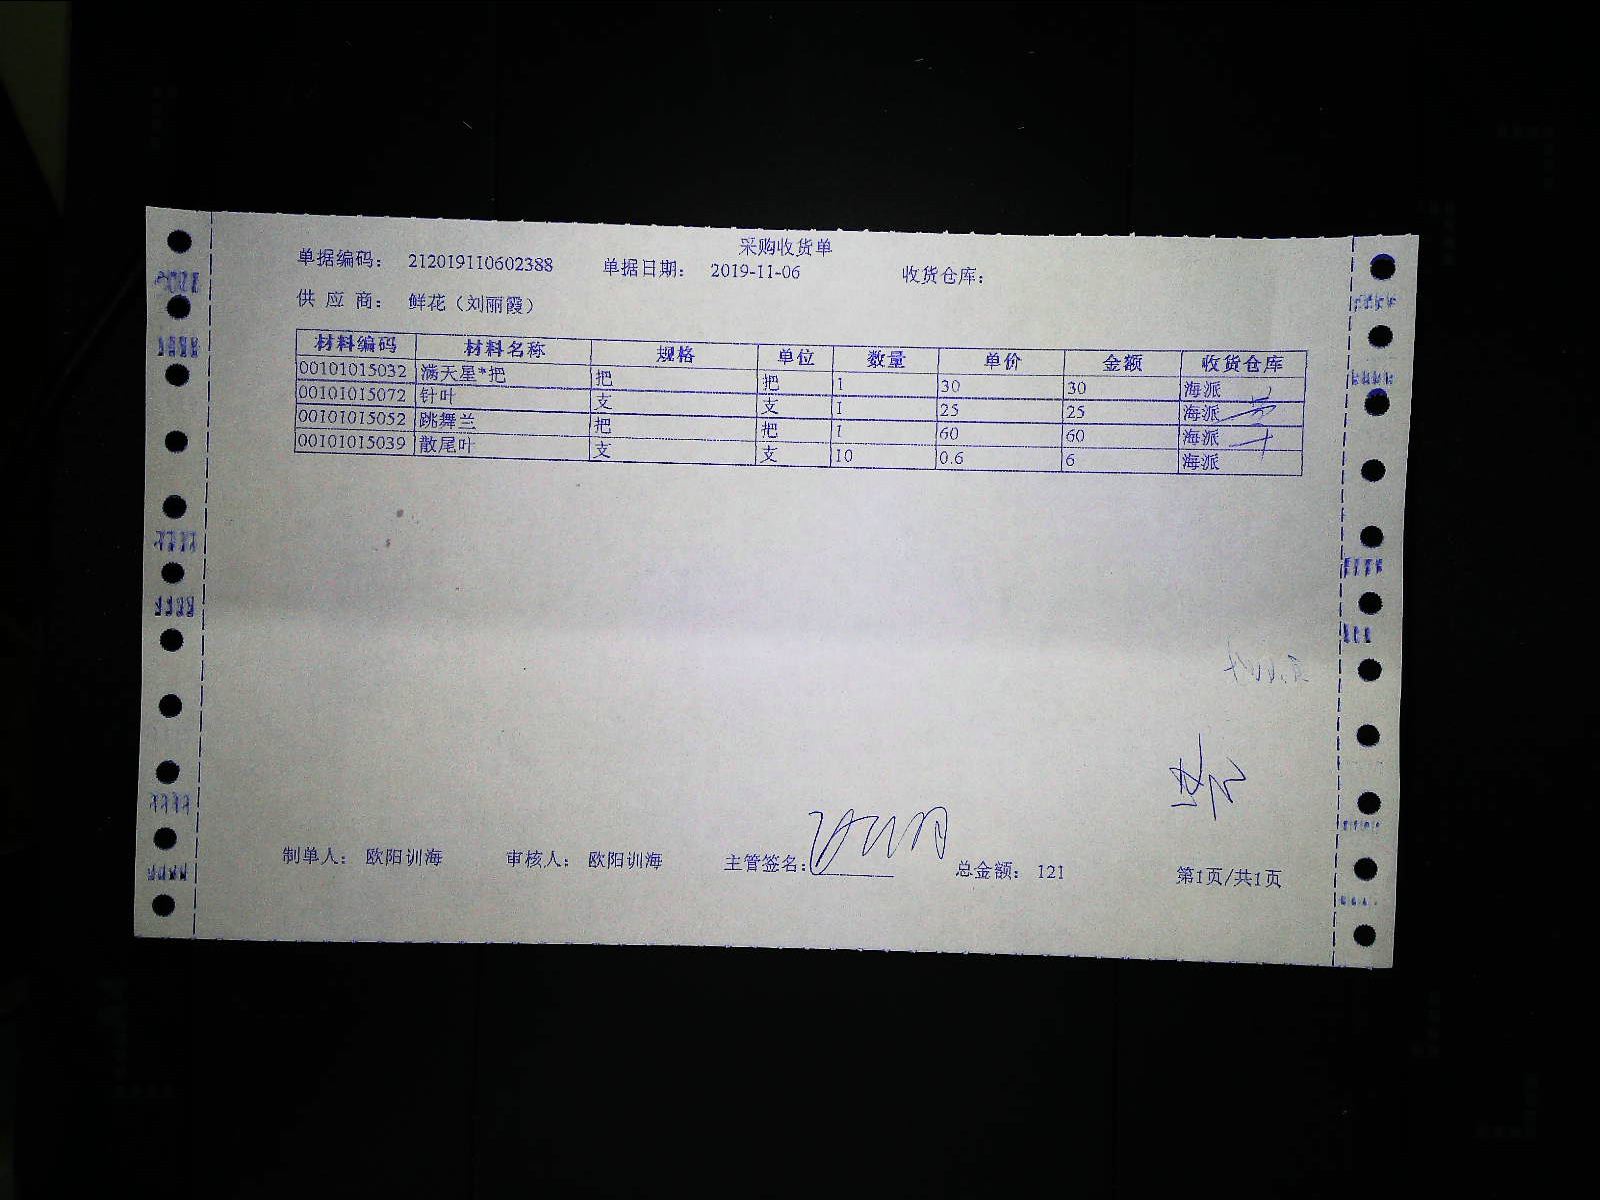 采购收货单
单据编码： 212019110602388 单据日期： 2019-11-06 收货仓库：
供 应 商： 鲜花（刘丽霞）
材料编码 材料名称 规格 单位 数量 单价 金额 收货仓库
00101015032 满天星*把 把 把 1 30 30 海派
00101015072 针叶 支 支 1 25 25 海派
00101015052 跳舞兰 把 把 1 60 60 海派
00101015039 散尾叶 支 支 10 0.6 6 海派
制单人： 欧阳训海 审核人： 欧阳训海 主管签名： 总金额： 121 第1页/共1页